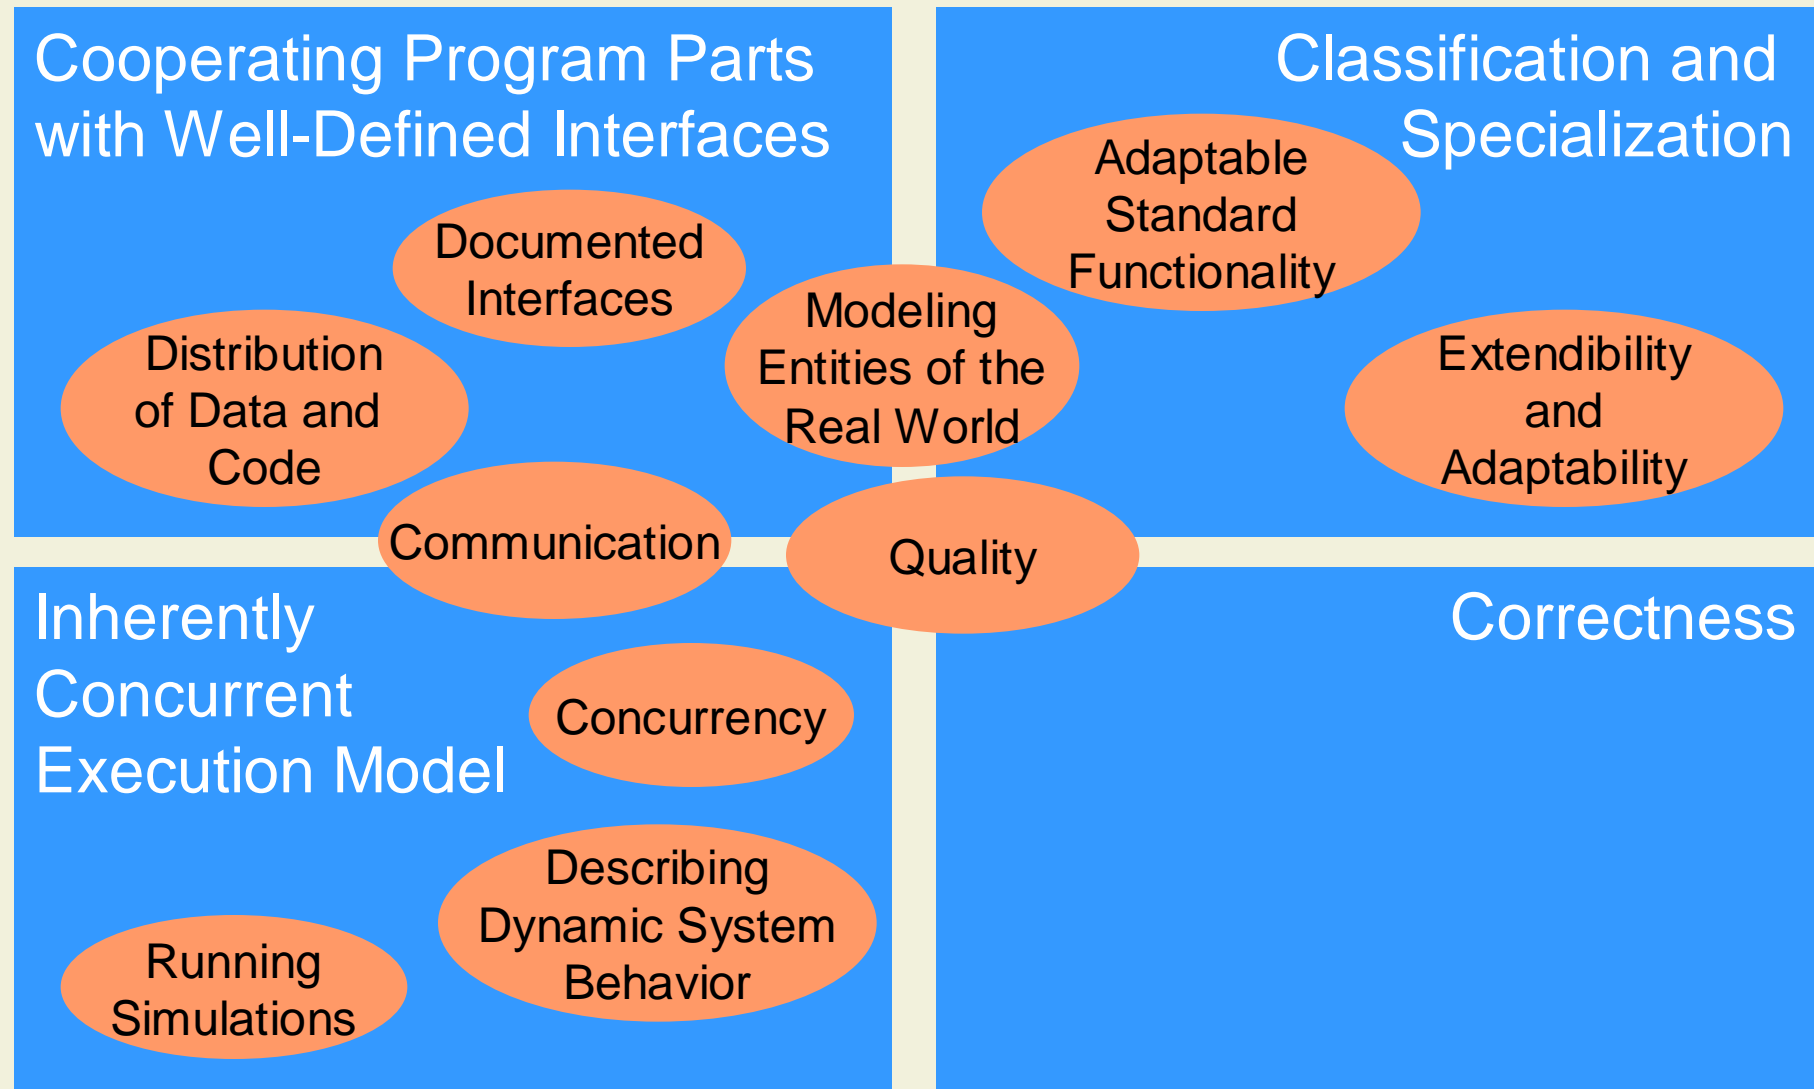 Cooperating Program Parts
with Well-Defined Interfaces
Documented
Interfaces
Distribution
of Data and
Code
Communication
Modeling
Entities of the
Real World
Quality
Classification and
Specialization
Adaptable
Standard
Functionality
Extendibility
and
Adaptability
Inherently
Concurrent
Execution Model
Concurrency
Describing
Dynamic System
Behavior
Running
Simulations
Correctness